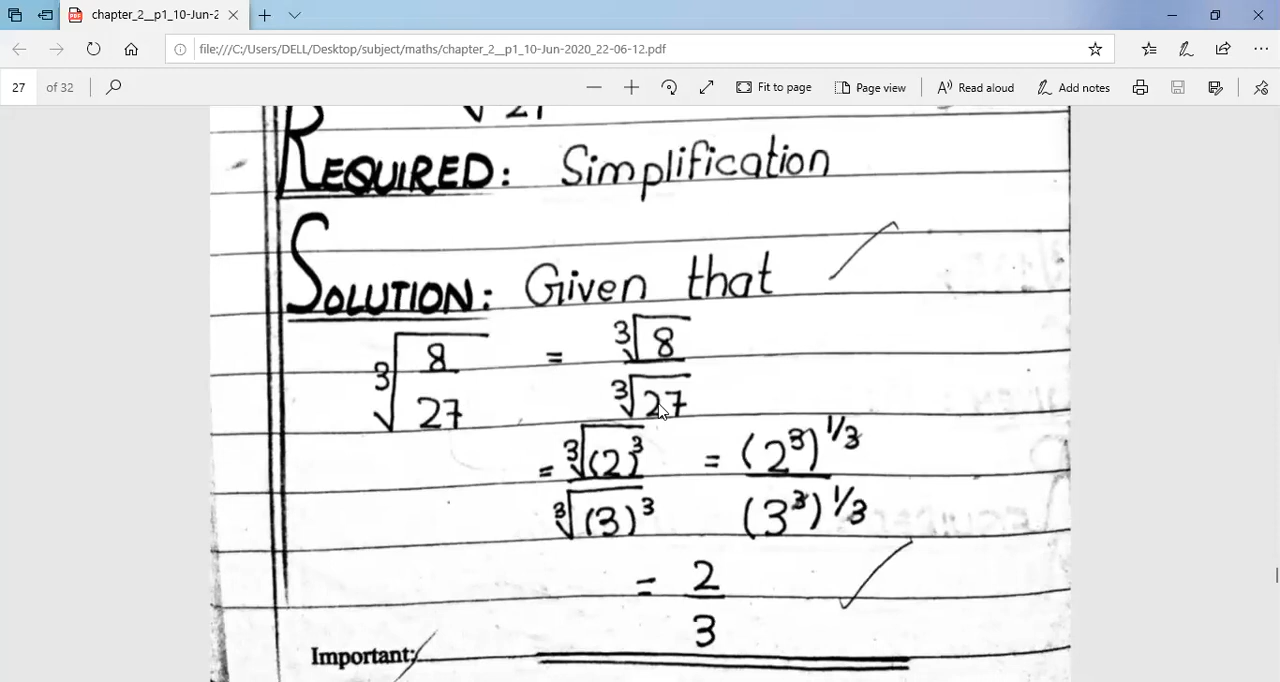 chapter_2_p1_10-Jun-2
file:///C:/Users/DELL/Desktop/subject/maths/chapter_2__p1_10-Jun-2020_22-06-12.pdf
27 of 32 Fit to page Page view Read aloud Add notes
∛ 27
REQUIRED: Simplification
SOLUTION: Given that
∛(8/27) = ∛8/∛27
= ∛(2)³/∛(3)³ = (2³)^1/3/(3³)^1/3
= 2/3
Important: